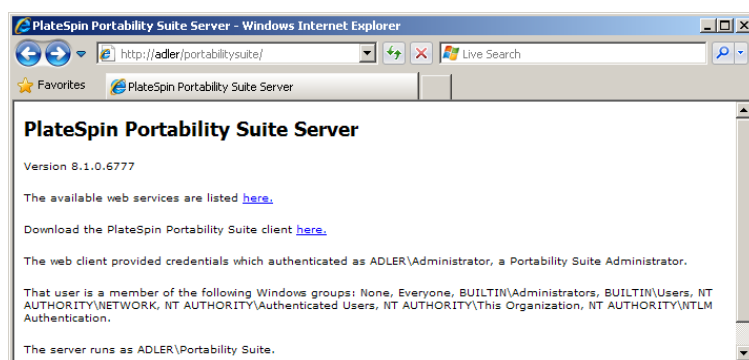 PlateSpin Portability Suite Server - Windows Internet Explorer
http://adler/portabilitysuite/
Live Search
Favorites
PlateSpin Portability Suite Server
PlateSpin Portability Suite Server
Version 8.1.0.6777
The available web services are listed here.
Download the PlateSpin Portability Suite client here.
The web client provided credentials which authenticated as ADLER\Administrator, a Portability Suite Administrator.
That user is a member of the following Windows groups: None, Everyone, BUILTIN\Administrators, BUILTIN\Users, NT
AUTHORITY\NETWORK, NT AUTHORITY\Authenticated Users, NT AUTHORITY\This Organization, NT AUTHORITY\NTLM
Authentication.
The server runs as ADLER\Portability Suite.